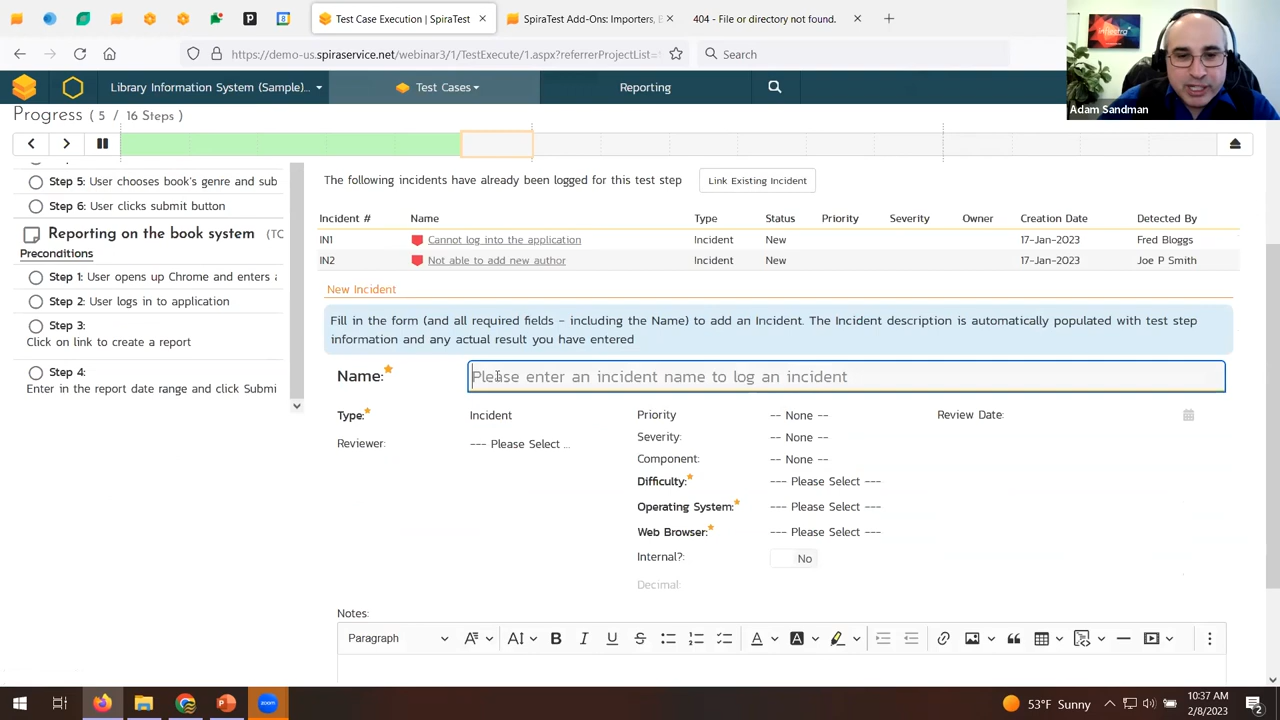 Test Case Execution | SpiraTest
SpiraTest Add-Ons: Importers, E
404 - File or directory not found.
https://demo-us.spiraservice.net/webinar3/1/TestExecute/1.aspx?referrerProjectList=
Search
Adam Sandman
Library Information System (Sample)...
Test Cases
Reporting
Progress ( 5 / 16 Steps )
Step 5: User chooses book's genre and sub
Step 6: User clicks submit button
Reporting on the book system (TC
Preconditions
Step 1: User opens up Chrome and enters a
Step 2: User logs in to application
Step 3:
Click on link to create a report
Step 4:
Enter in the report date range and click Submi
The following incidents have already been logged for this test step
Link Existing Incident
Incident # Name Type Status Priority Severity Owner Creation Date Detected By
IN1 Cannot log into the application Incident New 17-Jan-2023 Fred Bloggs
IN2 Not able to add new author Incident New 17-Jan-2023 Joe P Smith
New Incident
Fill in the form (and all required fields - including the Name) to add an Incident. The Incident description is automatically populated with test step
information and any actual result you have entered
Name: Please enter an incident name to log an incident
Type: Incident
Reviewer: --- Please Select ...
Priority -- None --
Severity: -- None --
Component: -- None --
Difficulty: --- Please Select ---
Operating System: --- Please Select ---
Web Browser: --- Please Select ---
Internal?: No
Decimal:
Review Date:
Notes:
Paragraph
53°F Sunny
10:37 AM
2/8/2023
2
zoom